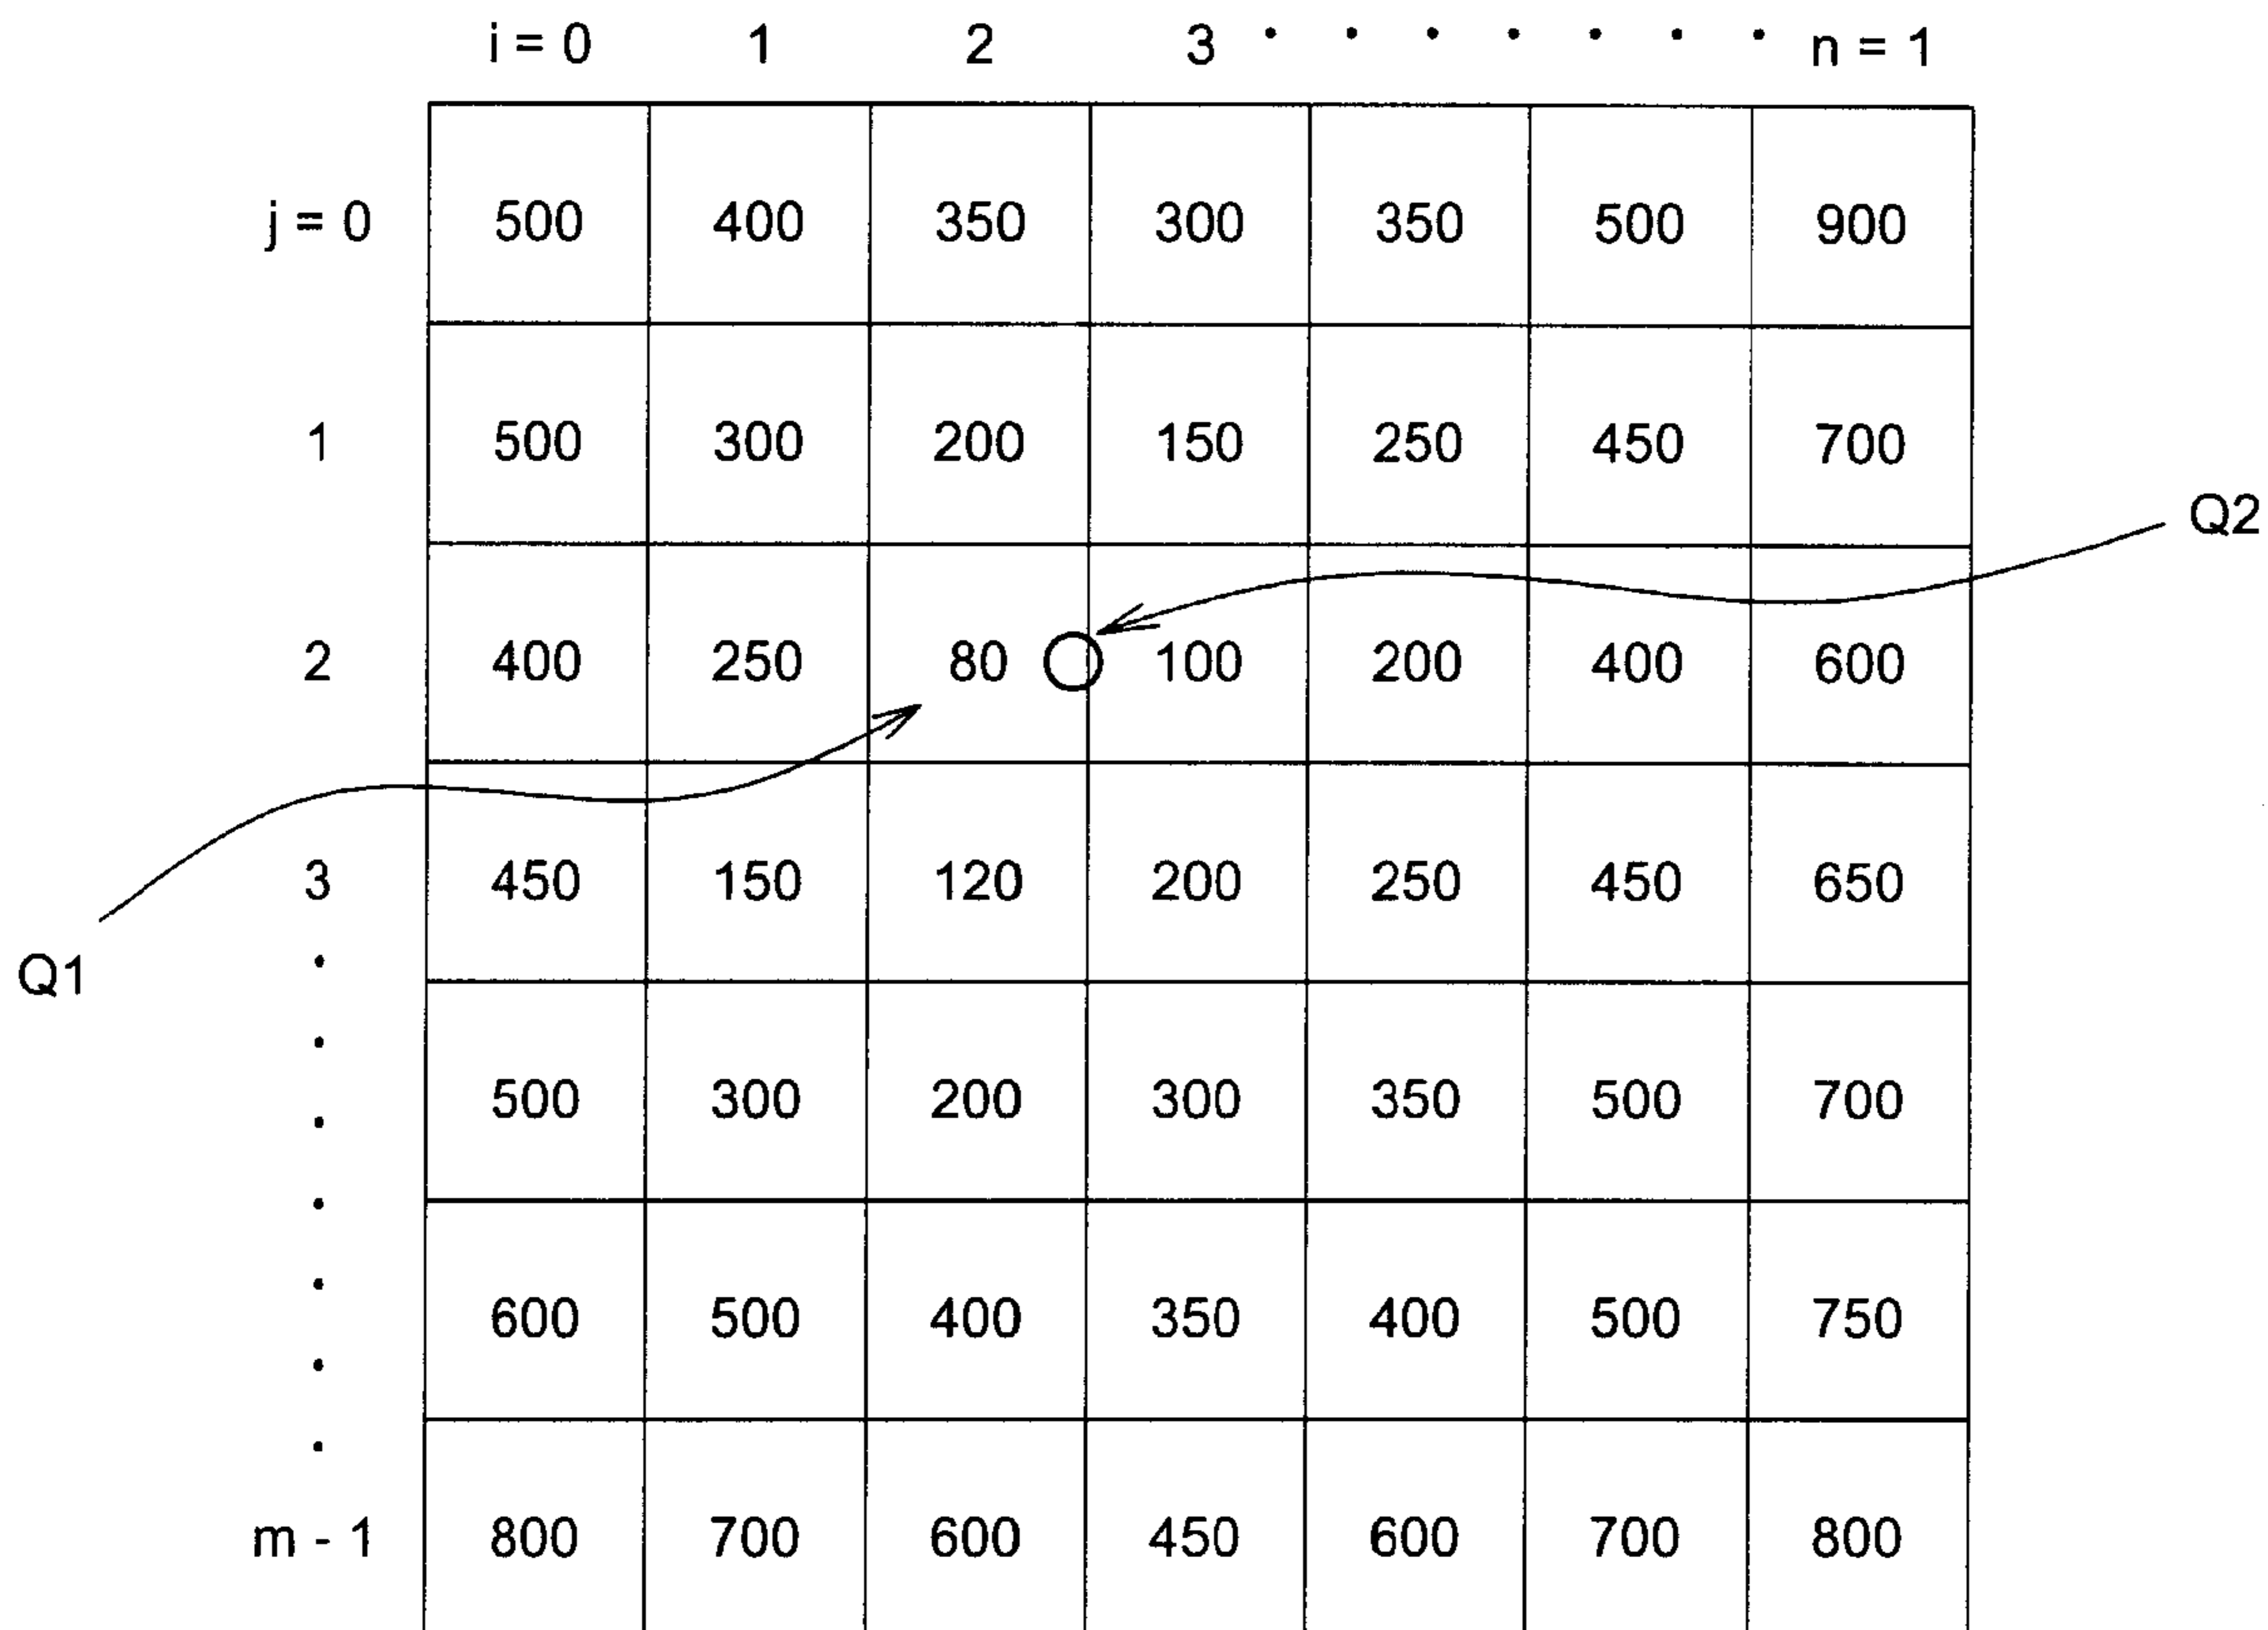 i = 0 1 2 3 · · · · · · · n = 1
j = 0 500 400 350 300 350 500 900
1 500 300 200 150 250 450 700
Q2
2 400 250 80 100 200 400 600
3 450 150 120 200 250 450 650
Q1
500 300 200 300 350 500 700
600 500 400 350 400 500 750
m - 1 800 700 600 450 600 700 800